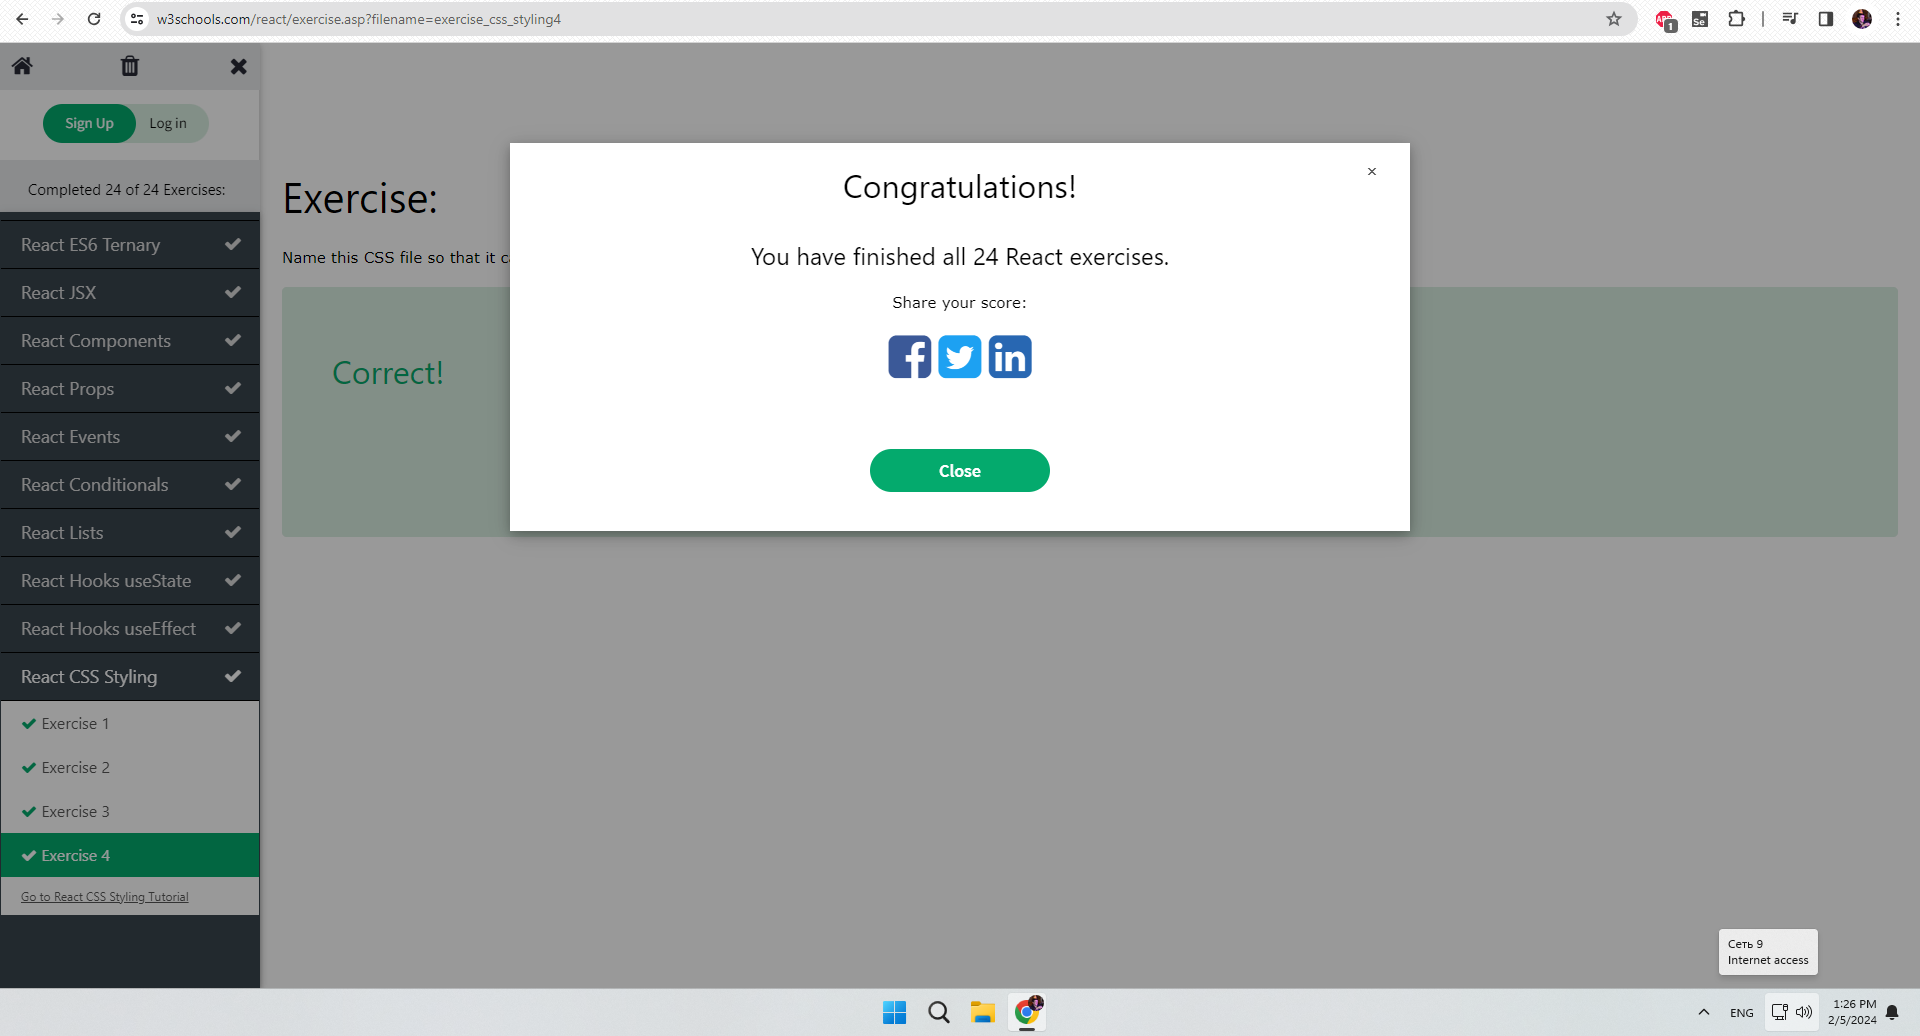 w3schools.com/react/exercise.asp?filename=exercise_css_styling4
ABP
1
Se
Sign Up
Log in
Completed 24 of 24 Exercises:
React ES6 Ternary
React JSX
React Components
React Props
React Events
React Conditionals
React Lists
React Hooks useState
React Hooks useEffect
React CSS Styling
Exercise 1
Exercise 2
Exercise 3
Exercise 4
Go to React CSS Styling Tutorial
Exercise:
Name this CSS file so that it
Correct!
×
Congratulations!
You have finished all 24 React exercises.
Share your score:
f
in
Close
Сеть 9
Internet access
ENG
1:26 PM
2/5/2024